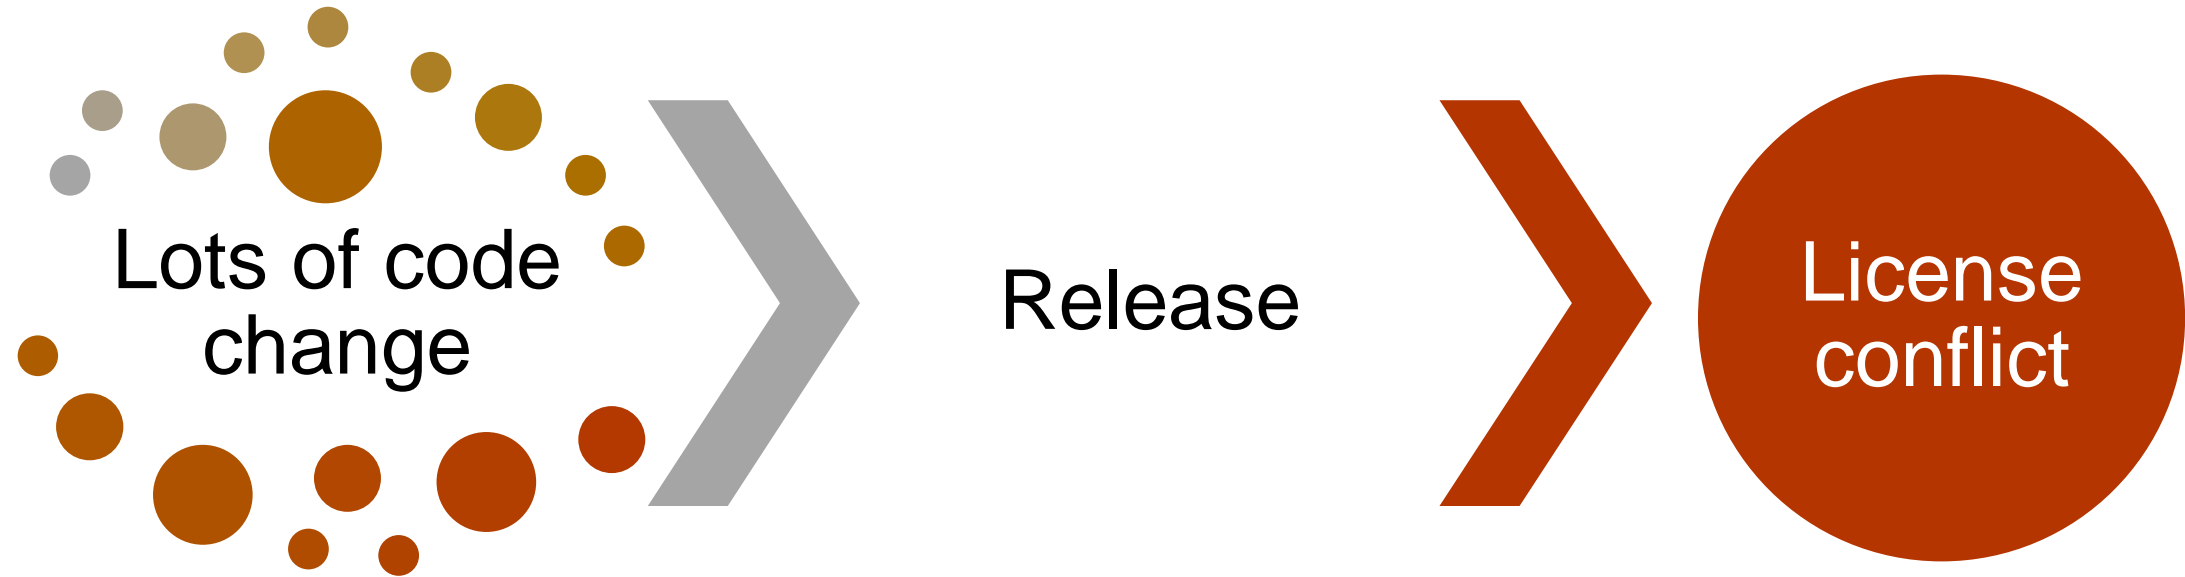 Lots of code
change
Release
License
conflict